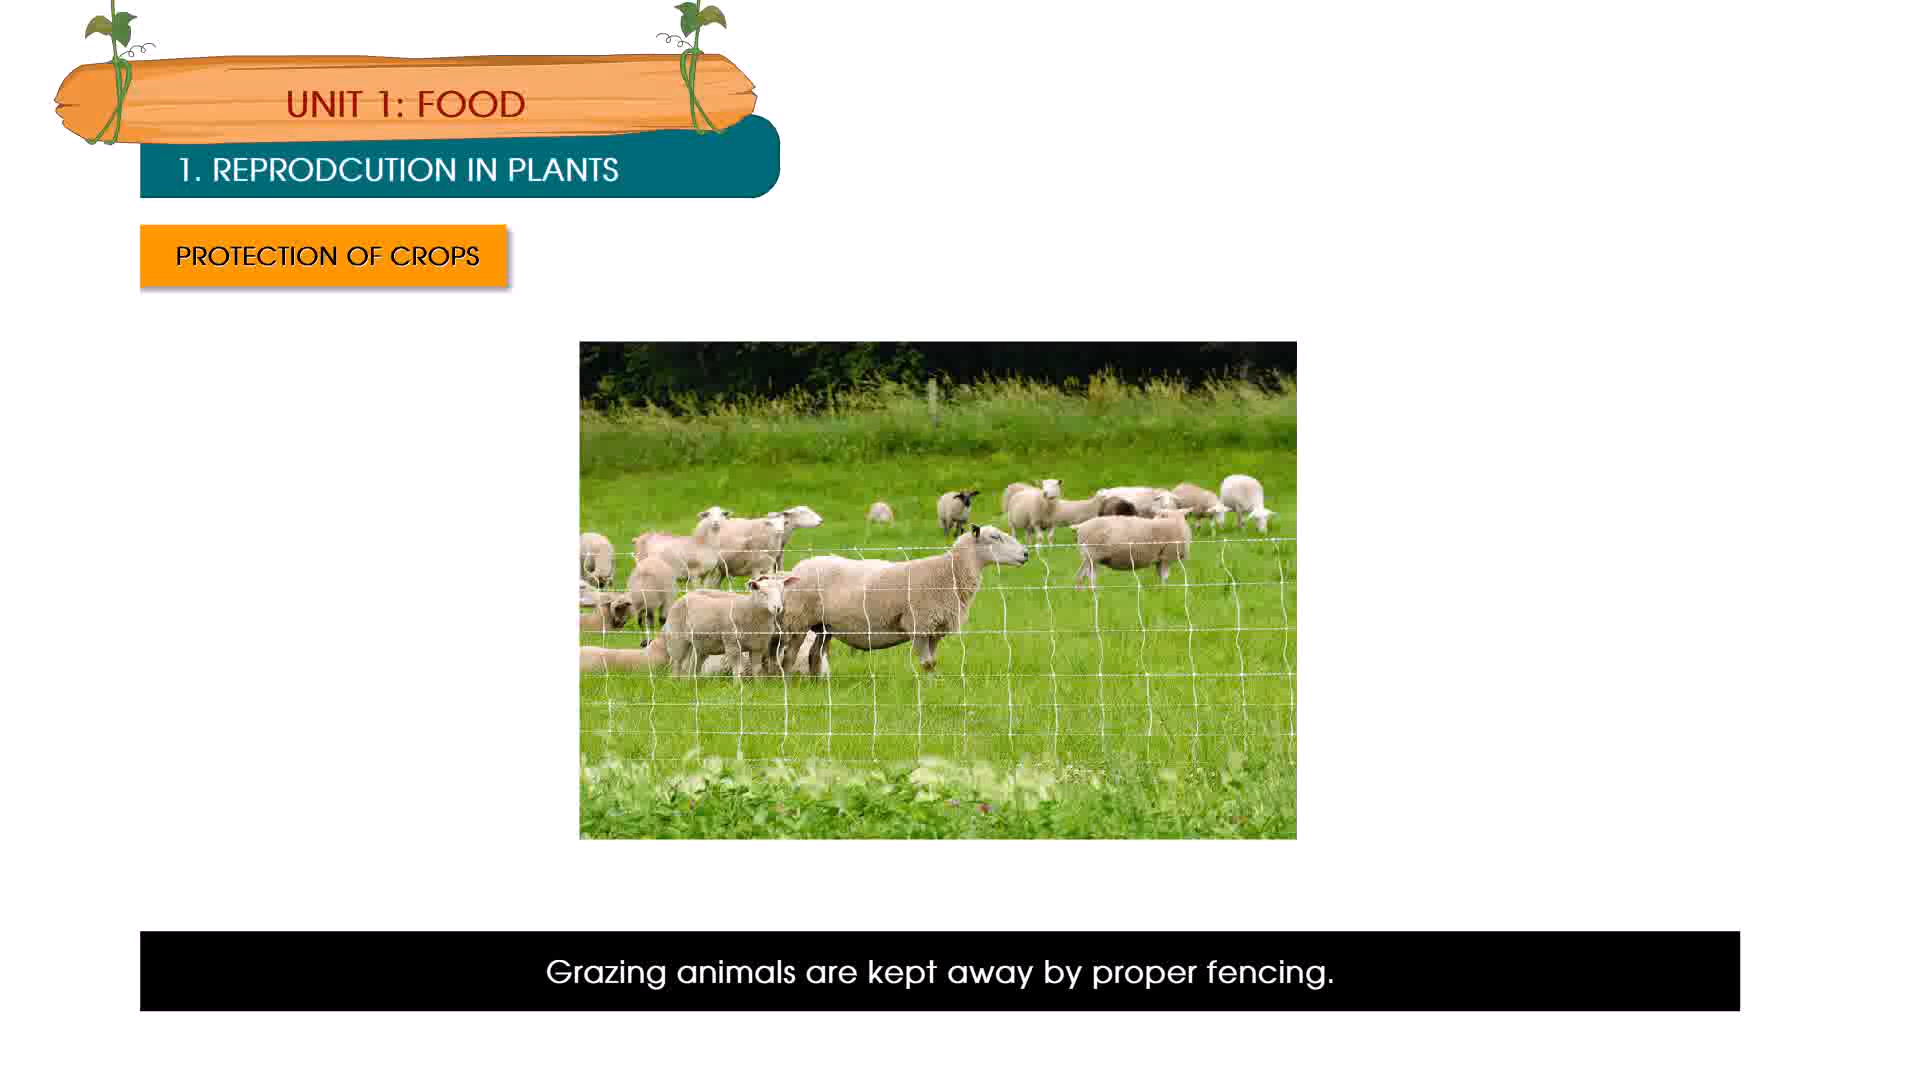 UNIT 1: FOOD
1. REPRODCUTION IN PLANTS
PROTECTION OF CROPS
Grazing animals are kept away by proper fencing.